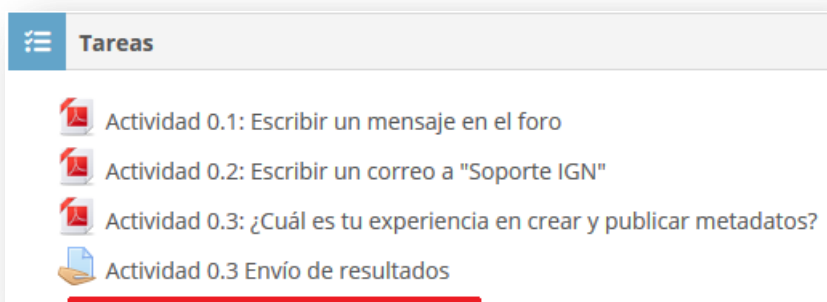 Tareas
Actividad 0.1: Escribir un mensaje en el foro
Actividad 0.2: Escribir un correo a "Soporte IGN"
Actividad 0.3: ¿Cuál es tu experiencia en crear y publicar metadatos?
Actividad 0.3 Envío de resultados